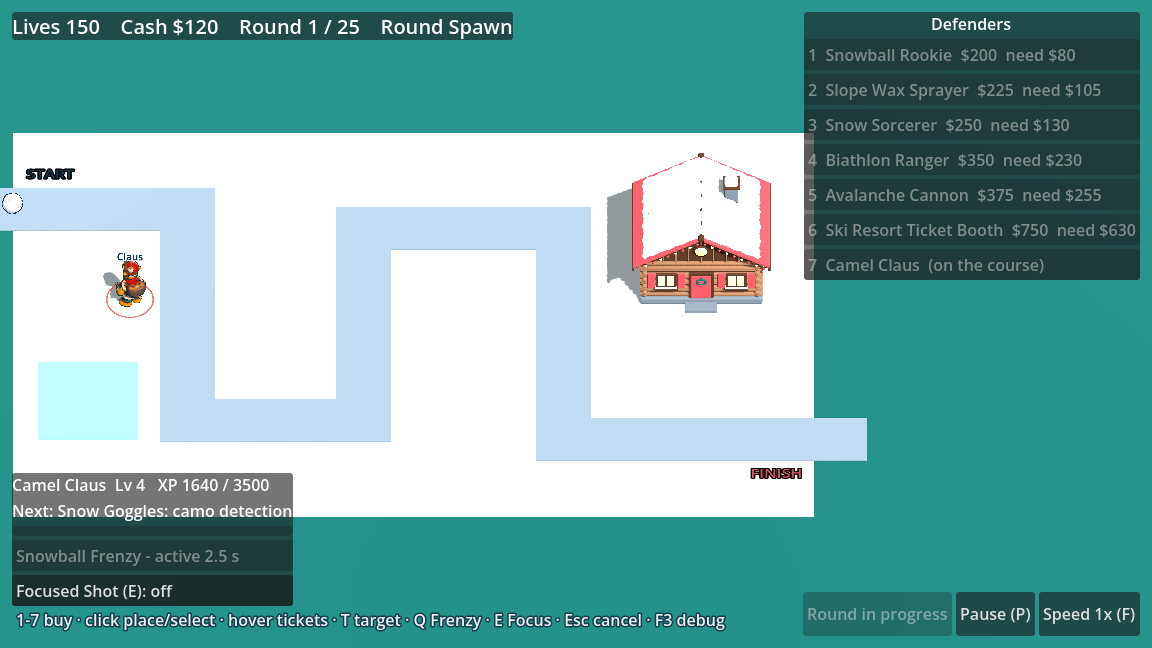 Lives 150 Cash $120 Round 1 / 25 Round Spawn
Defenders
1 Snowball Rookie $200 need $80
2 Slope Wax Sprayer $225 need $105
3 Snow Sorcerer $250 need $130
4 Biathlon Ranger $350 need $230
5 Avalanche Cannon $375 need $255
6 Ski Resort Ticket Booth $750 need $630
7 Camel Claus (on the course)
START
Claus
FINISH
Camel Claus Lv 4 XP 1640 / 3500
Next: Snow Goggles: camo detection
Snowball Frenzy - active 2.5 s
Focused Shot (E): off
1-7 buy · click place/select · hover tickets · T target · Q Frenzy · E Focus · Esc cancel · F3 debug
Round in progress
Pause (P)
Speed 1x (F)